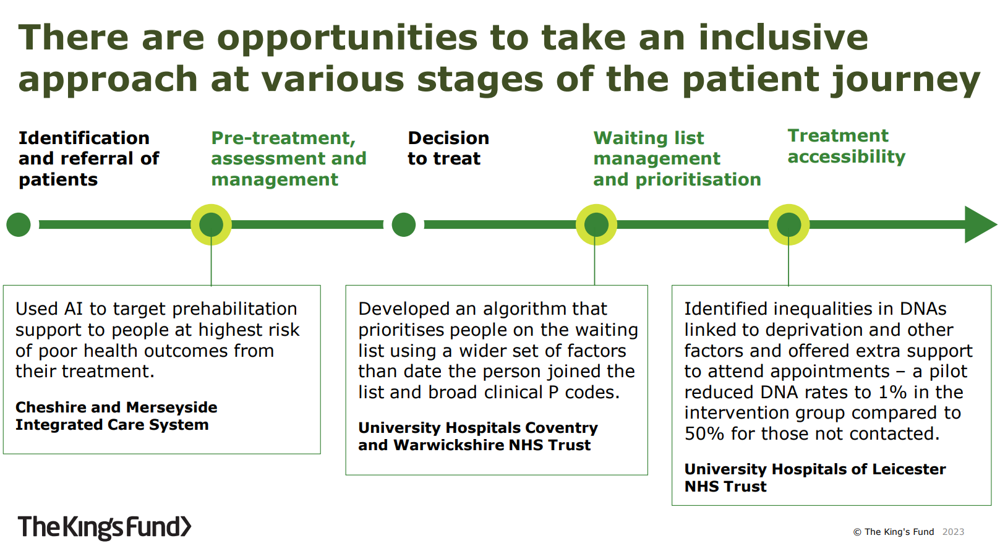 There are opportunities to take an inclusive
approach at various stages of the patient journey
Identification
and referral of
patients
Pre-treatment,
assessment and
management
Decision
to treat
Waiting list
management
and prioritisation
Treatment
accessibility
Used AI to target prehabilitation
support to people at highest risk
of poor health outcomes from
their treatment.
Cheshire and Merseyside
Integrated Care System
Developed an algorithm that
prioritises people on the waiting
list using a wider set of factors
than date the person joined the
list and broad clinical P codes.
University Hospitals Coventry
and Warwickshire NHS Trust
Identified inequalities in DNAs
linked to deprivation and other
factors and offered extra support
to attend appointments – a pilot
reduced DNA rates to 1% in the
intervention group compared to
50% for those not contacted.
University Hospitals of Leicester
NHS Trust
TheKingsFund
© The King's Fund 2023